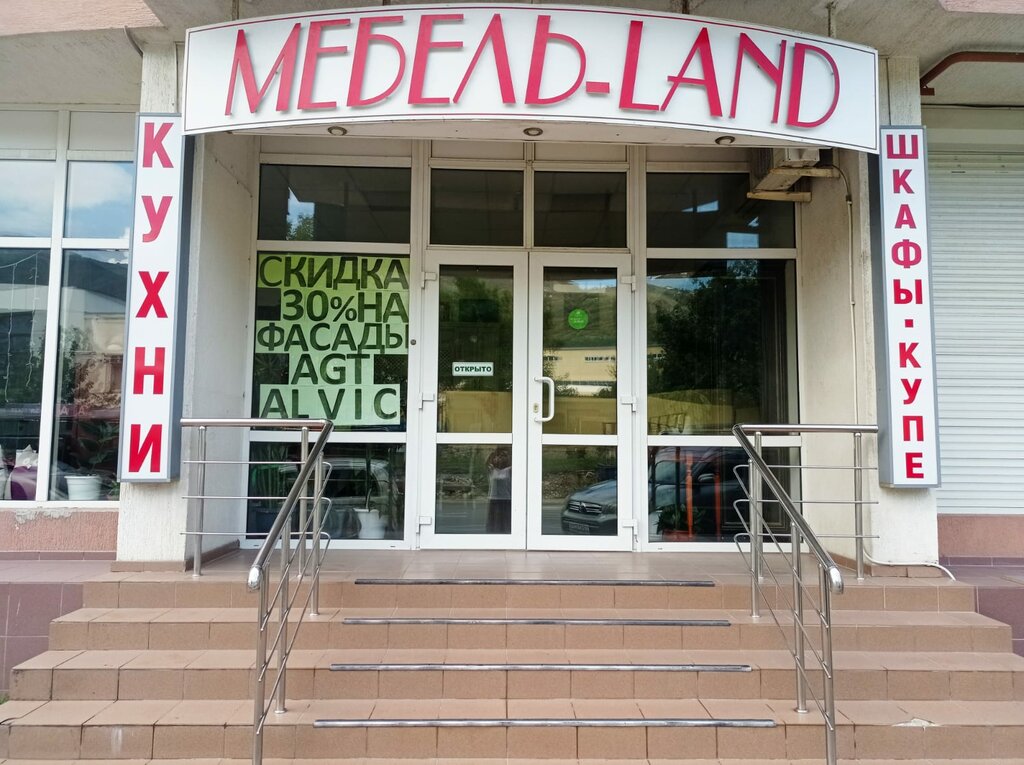 МЕБЕЛЬ-LAND
КУХНИ
СКИДКА
30% НА
ФАСАДЫ
AGT
ALVIC
ОТКРЫТО
ШКАФЫ·КУПЕ